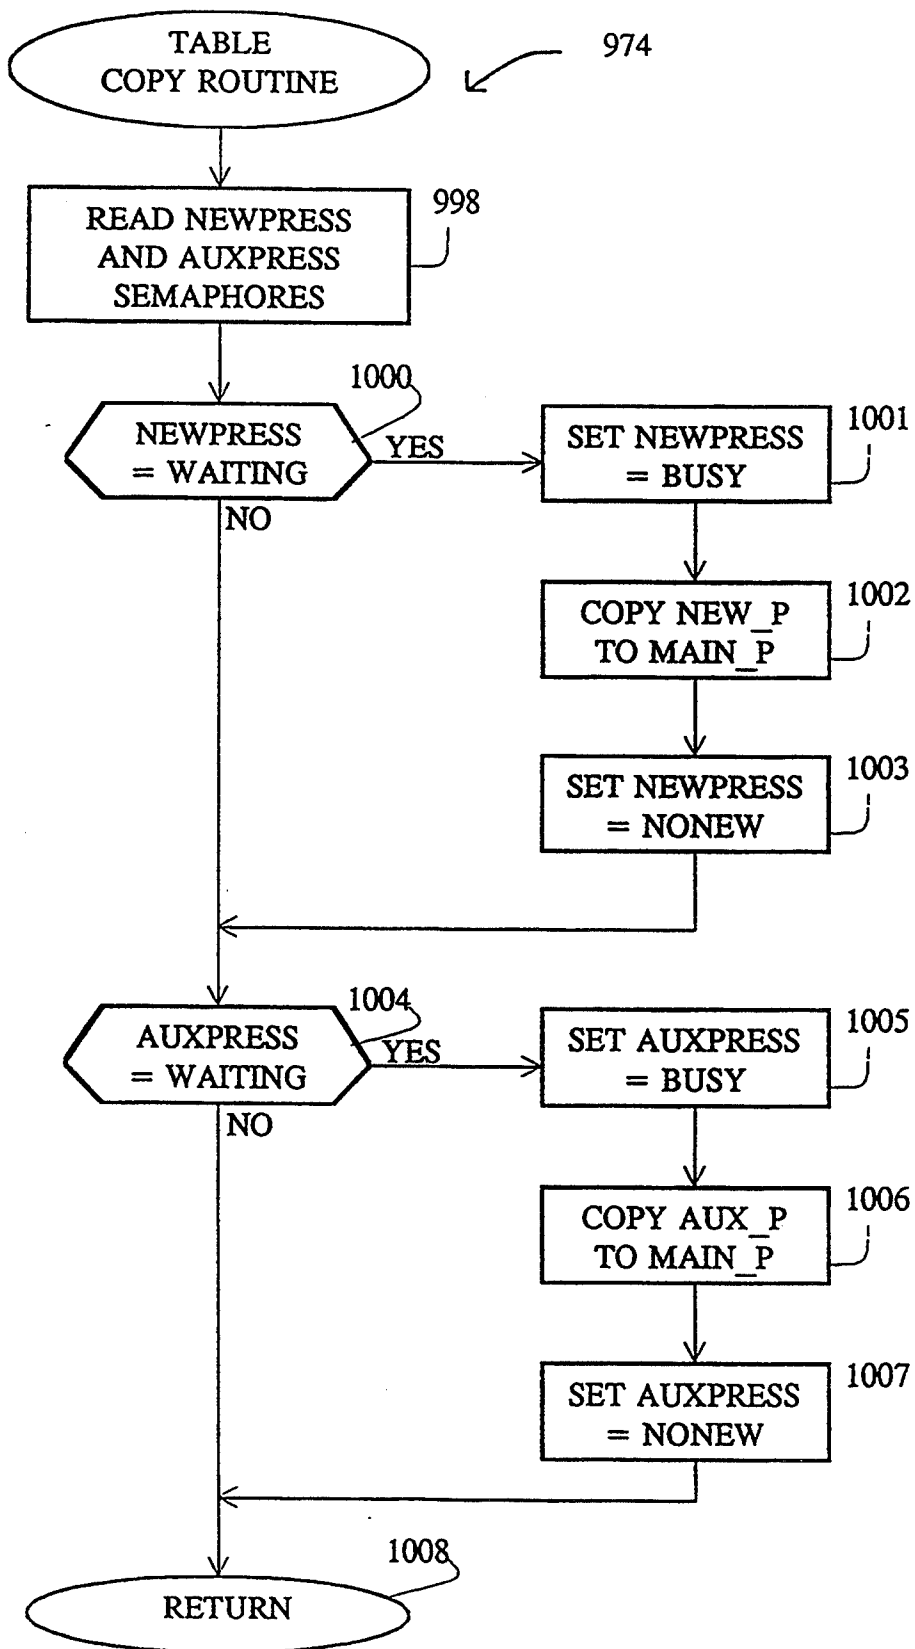 TABLE
COPY ROUTINE
974
READ NEWPRESS
AND AUXPRESS
SEMAPHORES
998
NEWPRESS
= WAITING
1000
YES
NO
SET NEWPRESS
= BUSY
1001
COPY NEW_P
TO MAIN_P
1002
SET NEWPRESS
= NONEW
1003
AUXPRESS
= WAITING
1004
YES
NO
SET AUXPRESS
= BUSY
1005
COPY AUX_P
TO MAIN_P
1006
SET AUXPRESS
= NONEW
1007
RETURN
1008